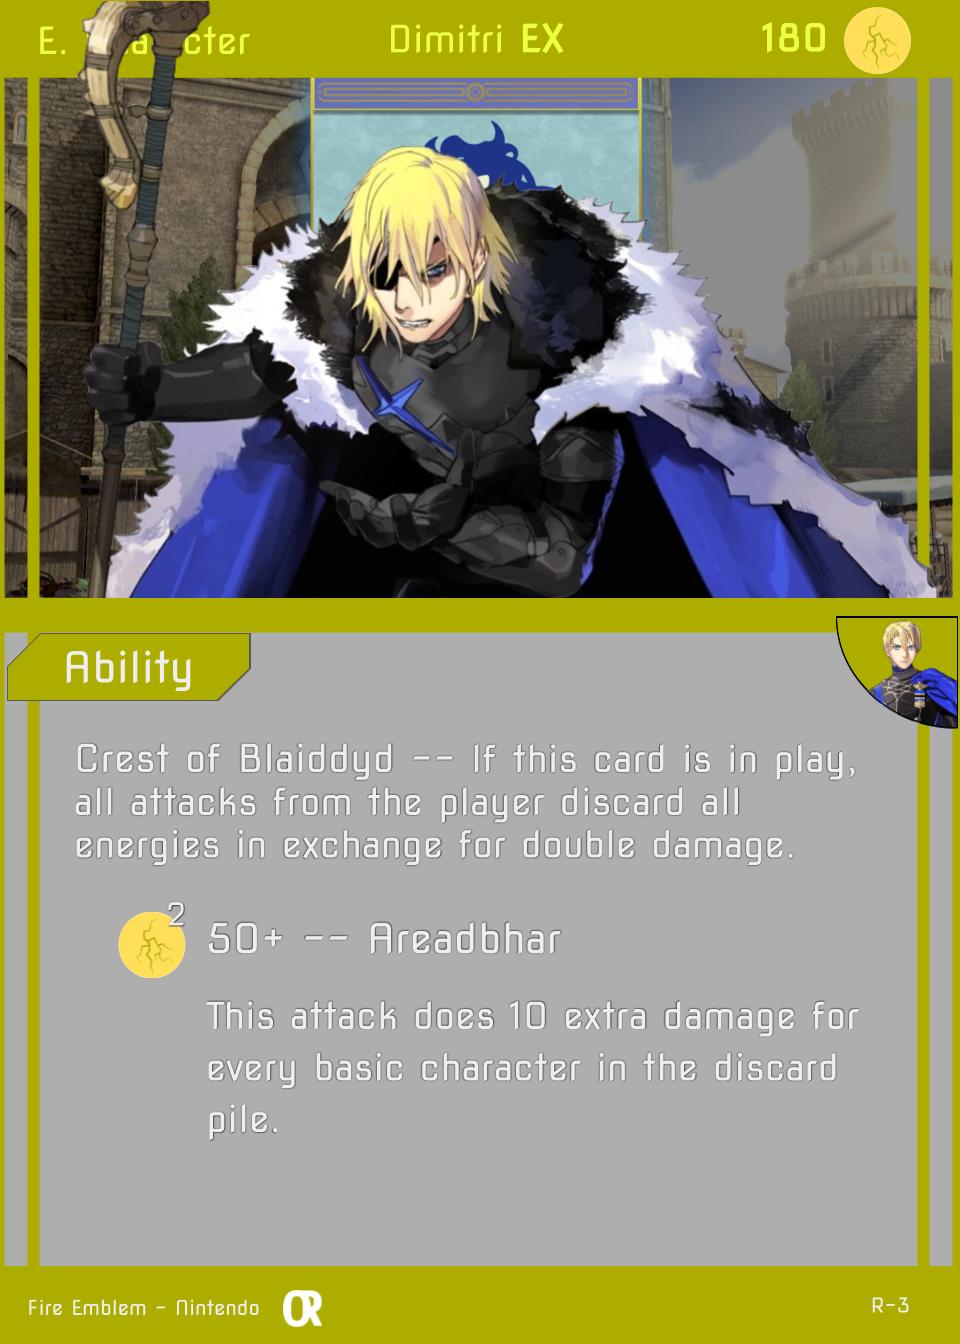 E. cter
Dimitri EX
180
Ability
Crest of Blaiddyd -- If this card is in play,
all attacks from the player discard all
energies in exchange for double damage.
2
50+ -- Areadbhar
This attack does 10 extra damage for
every basic character in the discard
pile.
Fire Emblem - Nintendo
OR
R-3